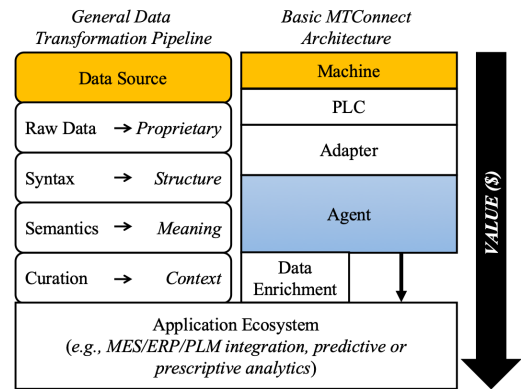 General Data
Transformation Pipeline
Data Source
Raw Data → Proprietary
Syntax → Structure
Semantics → Meaning
Curation → Context
Basic MTConnect
Architecture
Machine
PLC
Adapter
Agent
Data
Enrichment
Application Ecosystem
(e.g., MES/ERP/PLM integration, predictive or
prescriptive analytics)
VALUE ($)